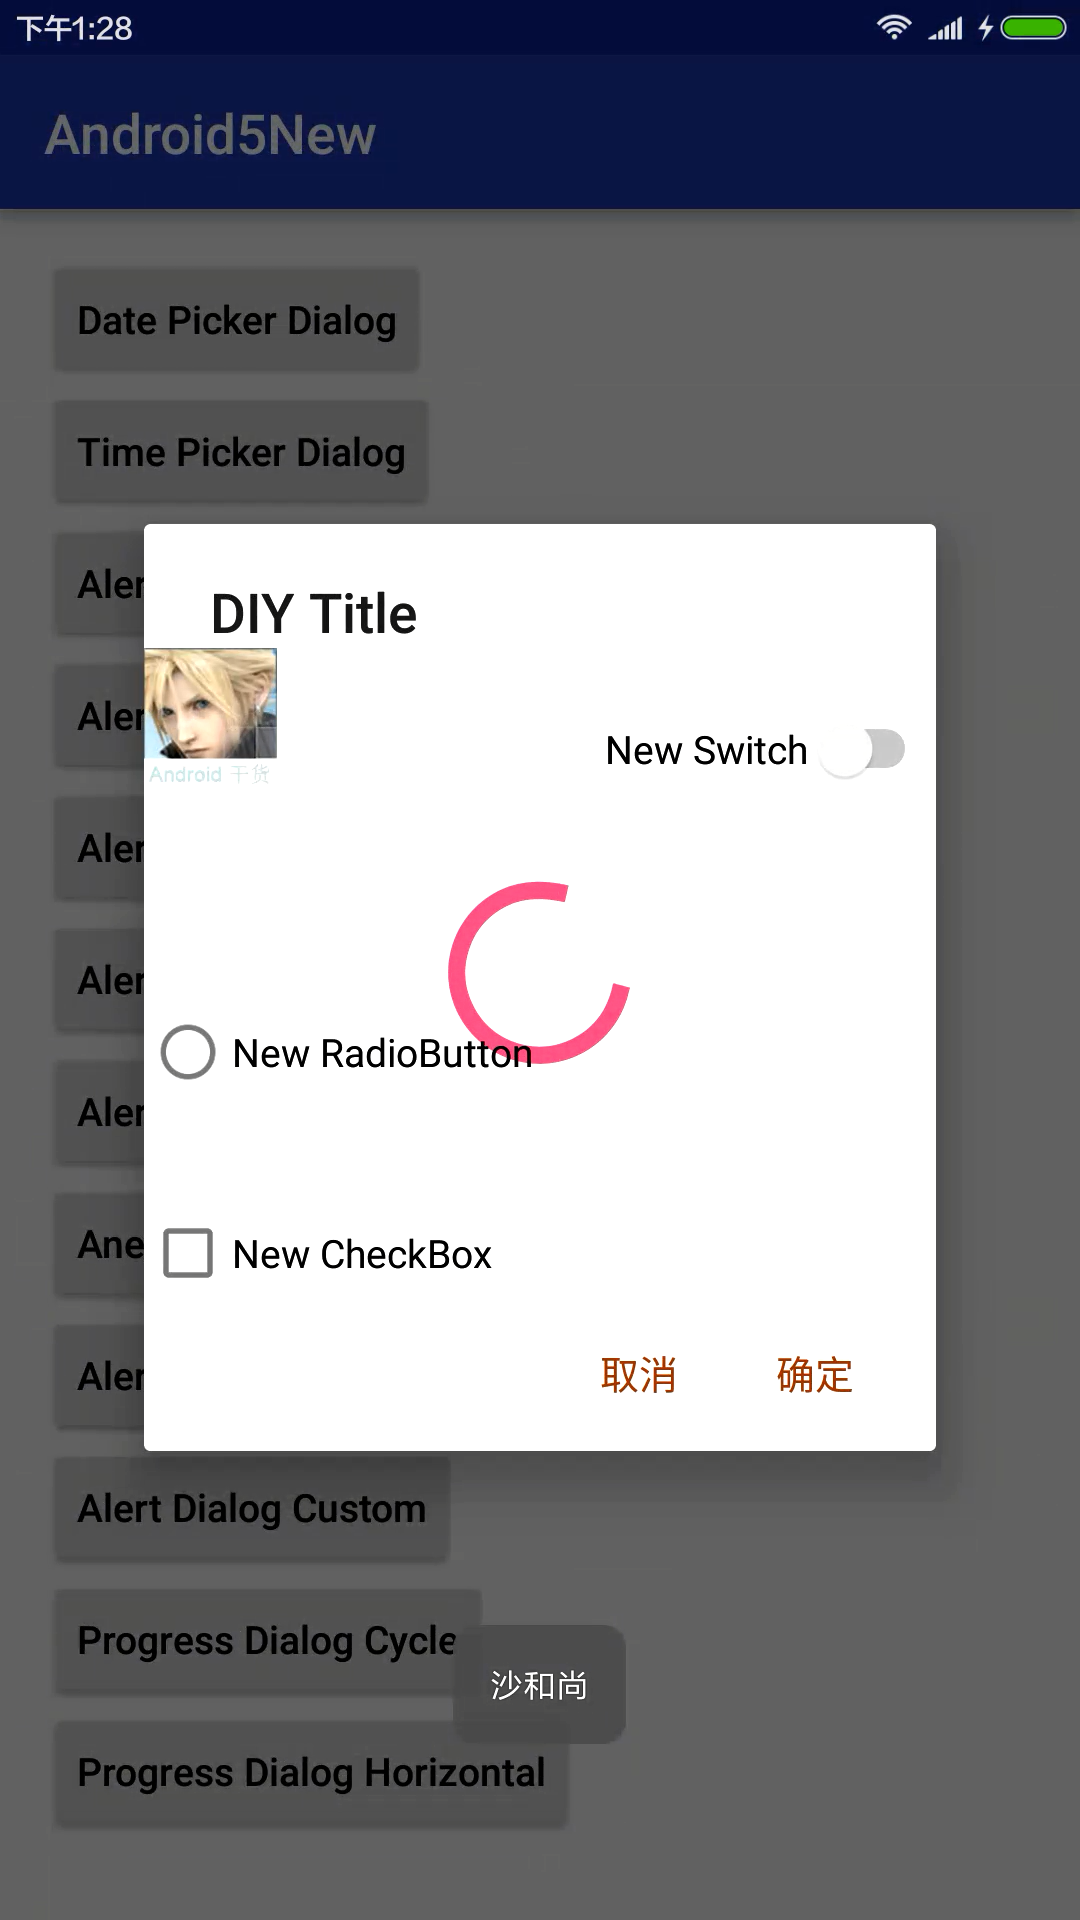 下午1:28
Android5New
Date Picker Dialog
Time Picker Dialog
Aler
DIY Title
Aler
New Switch
Android 干货
Aler
Aler
New RadioButton
Aler
Ane
New CheckBox
Aler
取消 确定
Alert Dialog Custom
Progress Dialog Cycle
沙和尚
Progress Dialog Horizontal